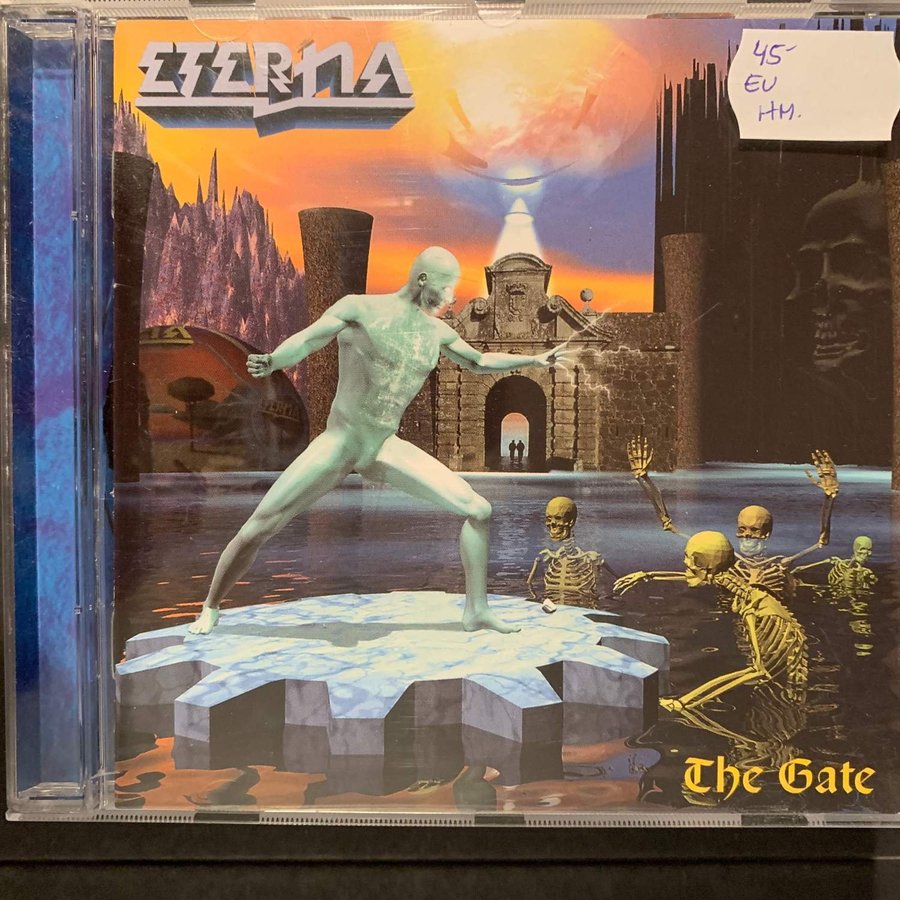 ETERNA
45-
EU
HM.
The Gate